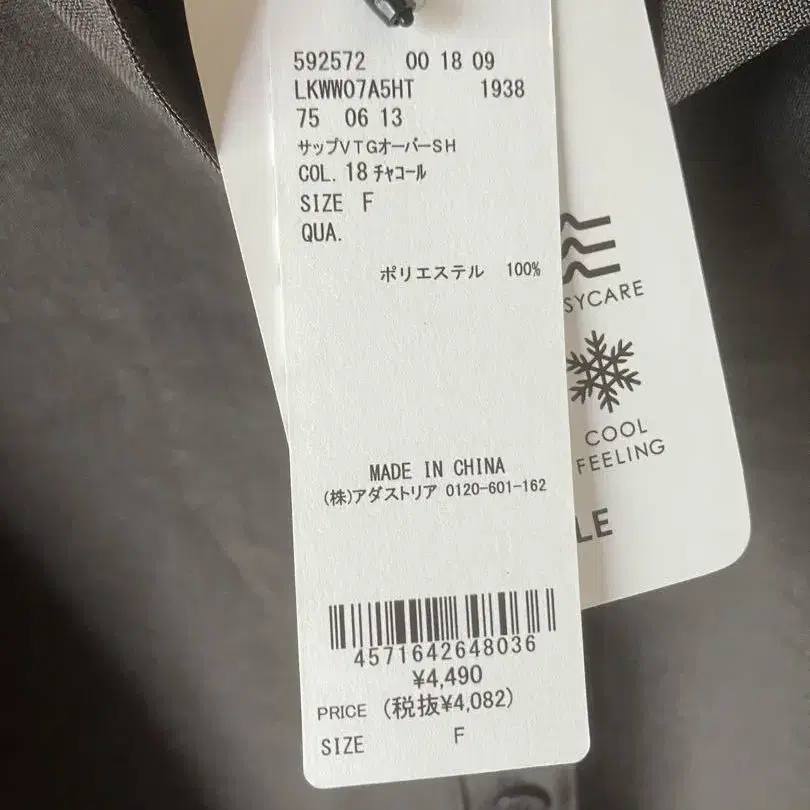 592572 00 18 09
LKWW07A5HT 1938
75 06 13
サップVTGオーバーSH
COL. 18 チャコール
SIZE F
QUA.
ポリエステル 100%
SYCARE
COOL
FEELING
MADE IN CHINA
(株)アダストリア 0120-601-162
LE
4571642648036
¥4,490
PRICE (税抜¥4,082)
SIZE F